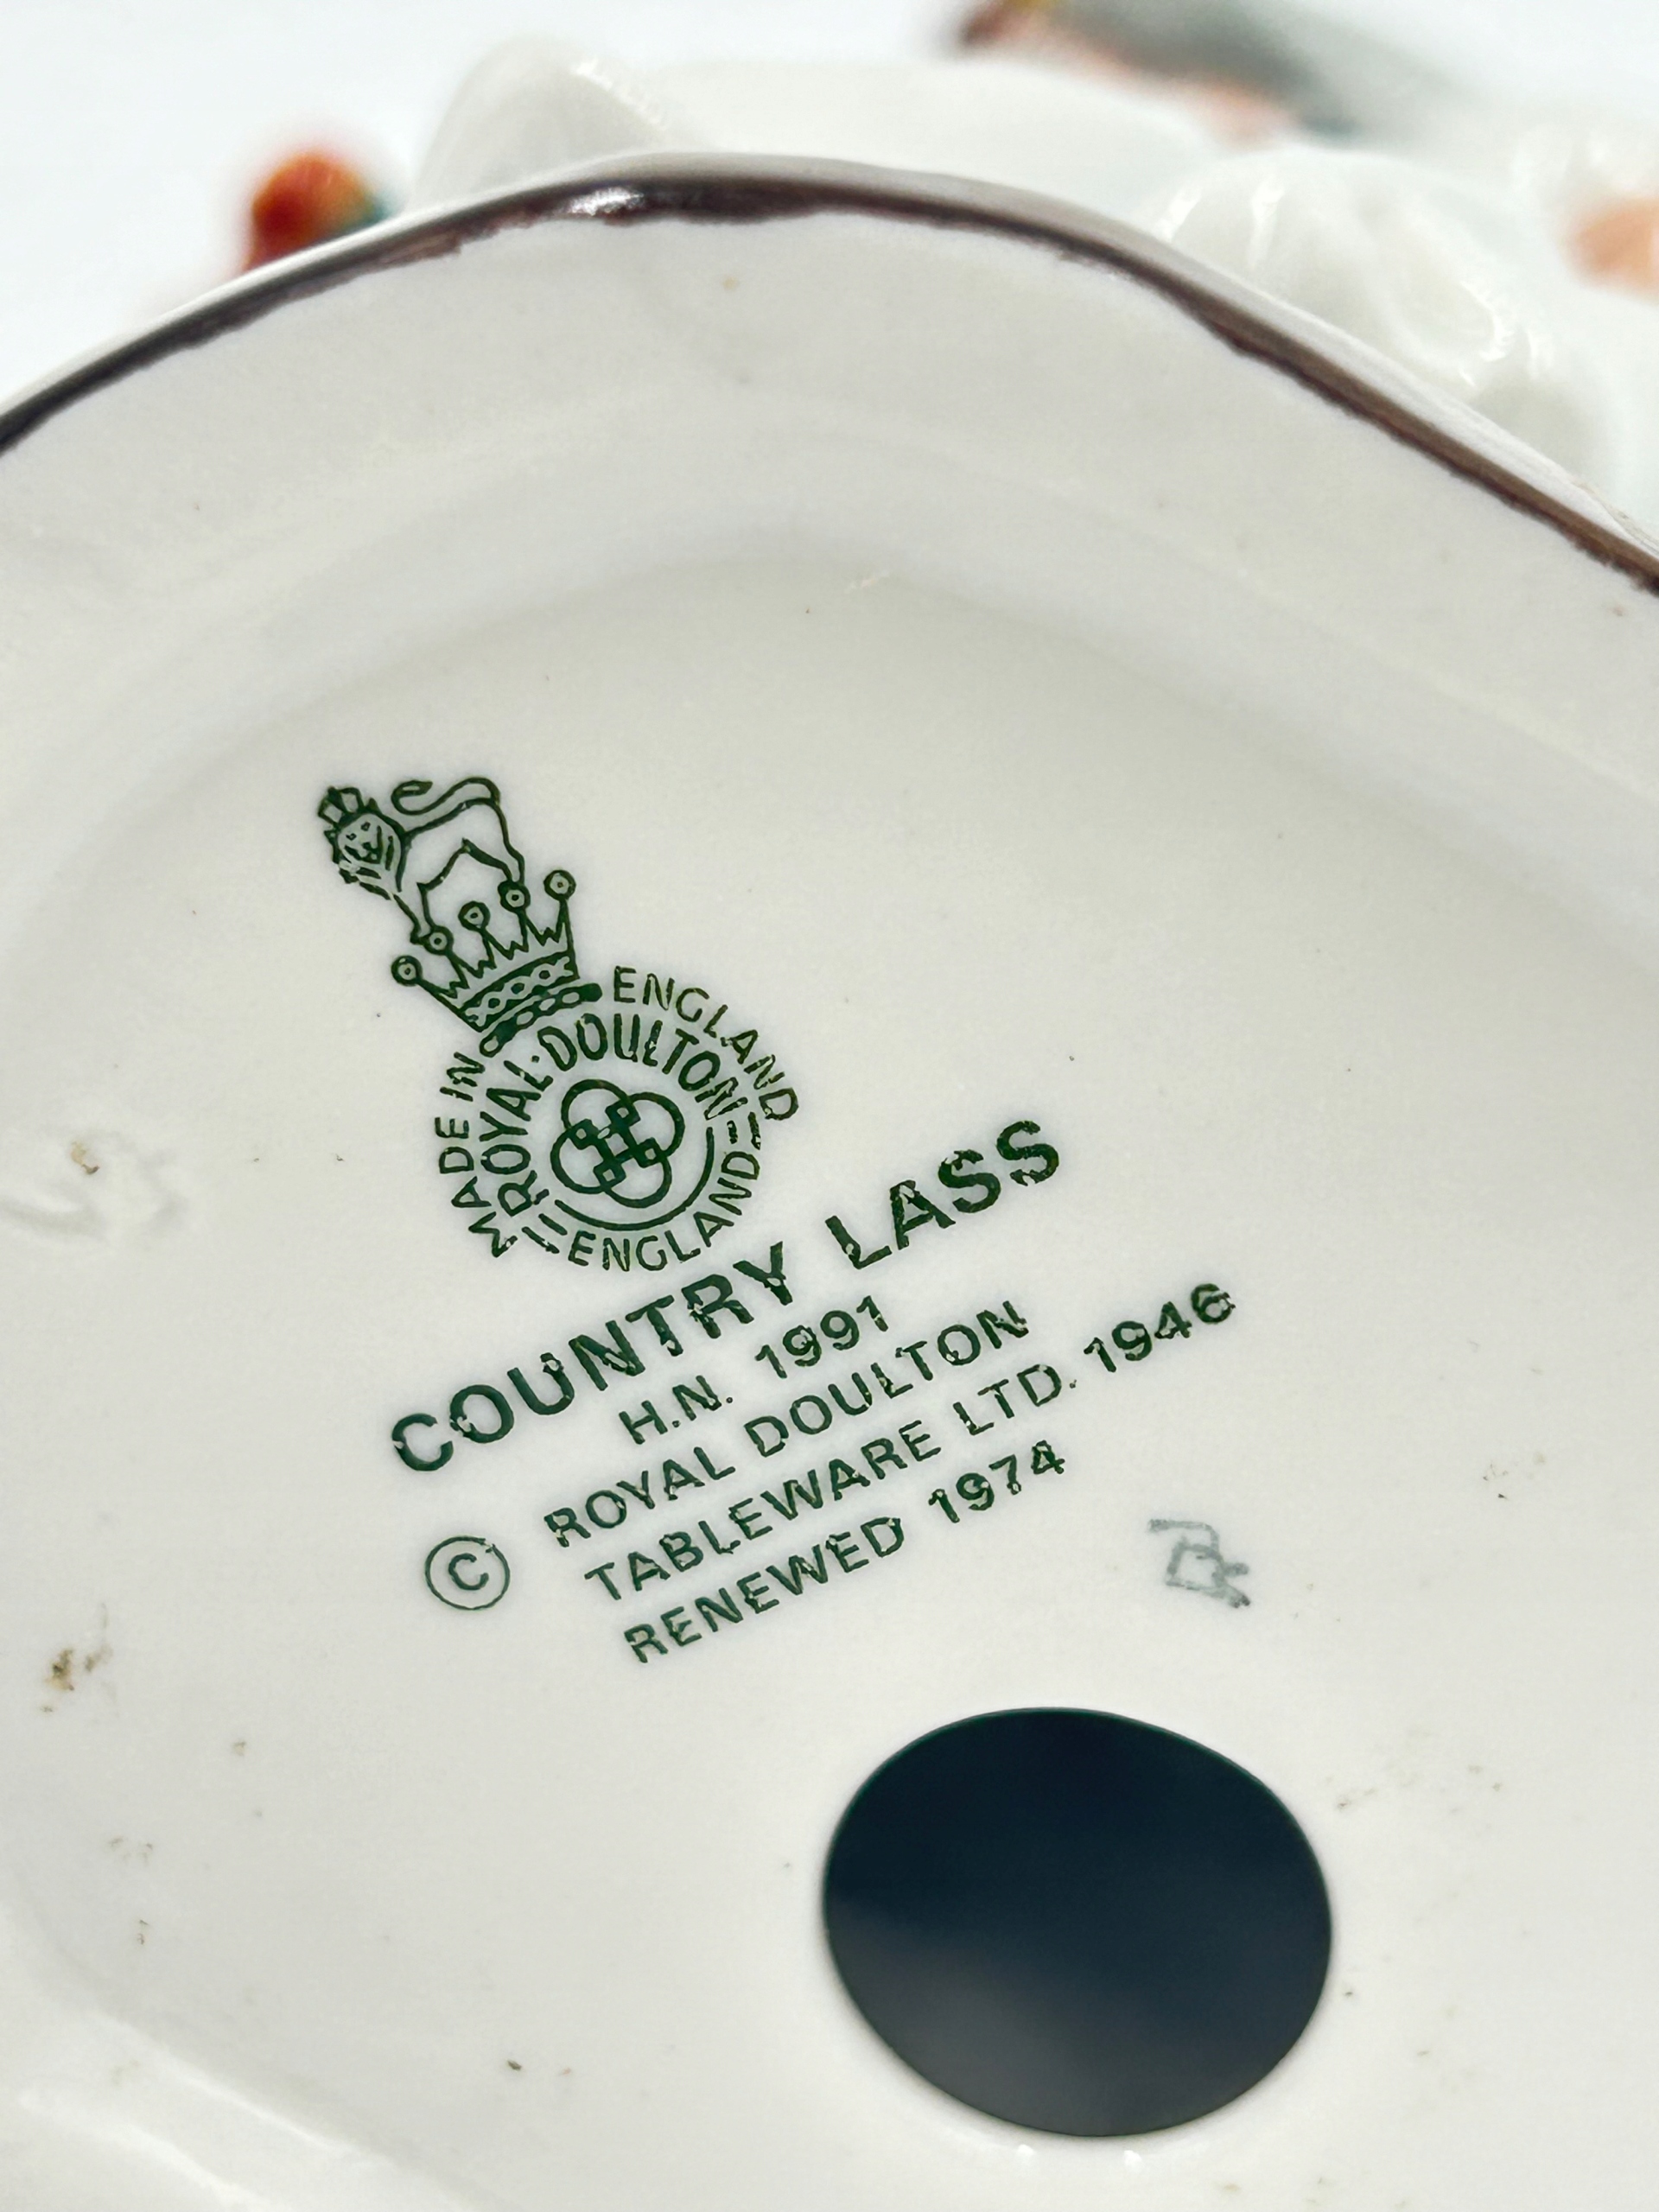 MADE IN ENGLAND
ROYAL·DOULTON
ENGLAND
COUNTRY LASS
H.N. 1991
© ROYAL DOULTON
TABLEWARE LTD. 1946
RENEWED 1974